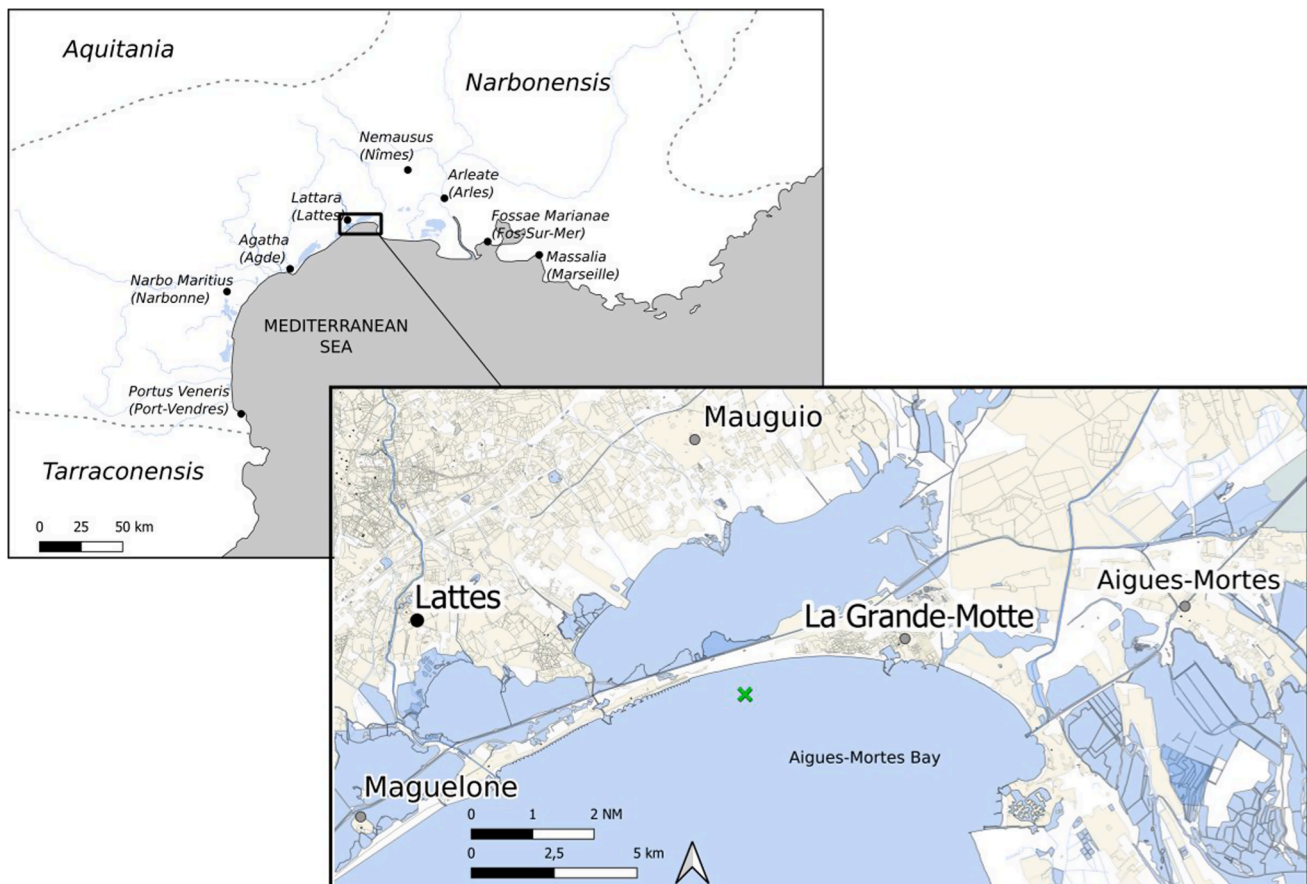 Aquitania
Narbonensis
Nemausus
(Nîmes)
Arleate
(Arles)
Lattara
(Lattes)
Fossae Marianae
(Fos-Sur-Mer)
Agatha
(Agde)
Massalia
(Marseille)
Narbo Maritius
(Narbonne)
MEDITERRANEAN
SEA
Portus Veneris
(Port-Vendres)
Tarraconensis
0 25 50 km
Mauguio
Aigues-Mortes
Lattes
La Grande-Motte
Aigues-Mortes Bay
Maguelone
0 1 2 NM
0 2,5 5 km